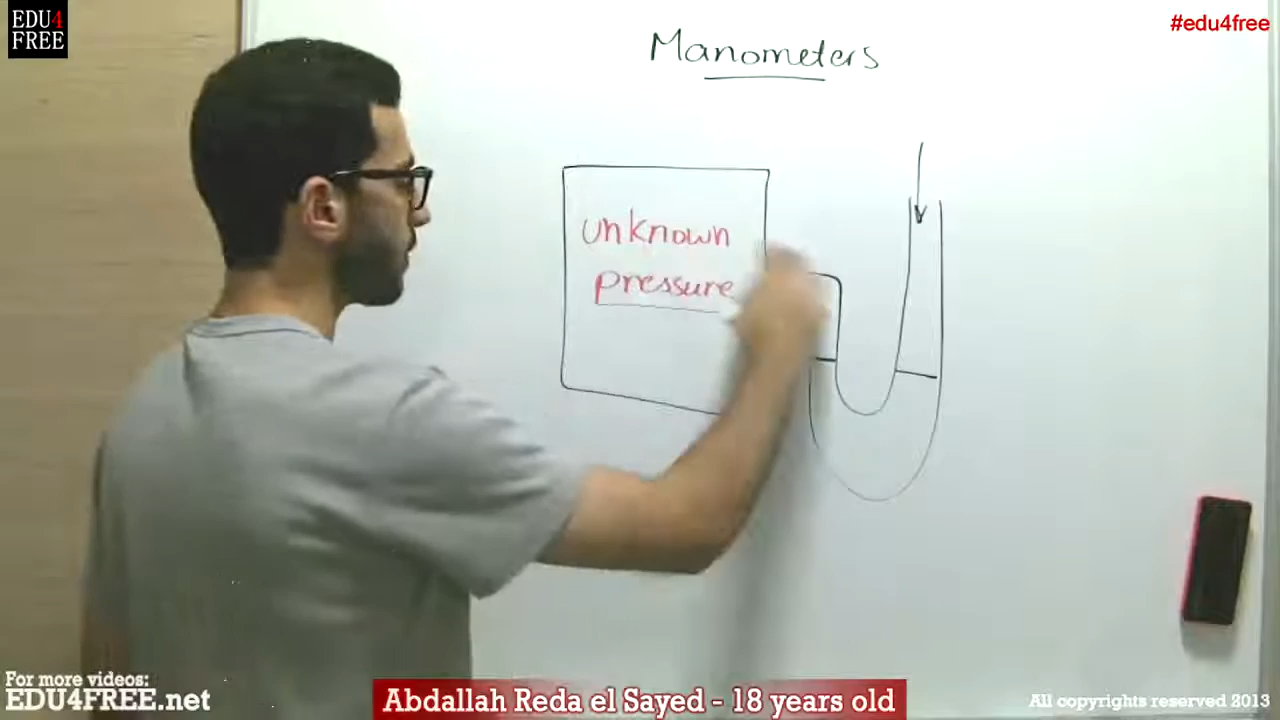 EDU4
FREE
#edu4free
Manometers
unknown
pressure
For more videos:
EDU4FREE.net
Abdallah Reda el Sayed - 18 years old
All copyrights reserved 2013